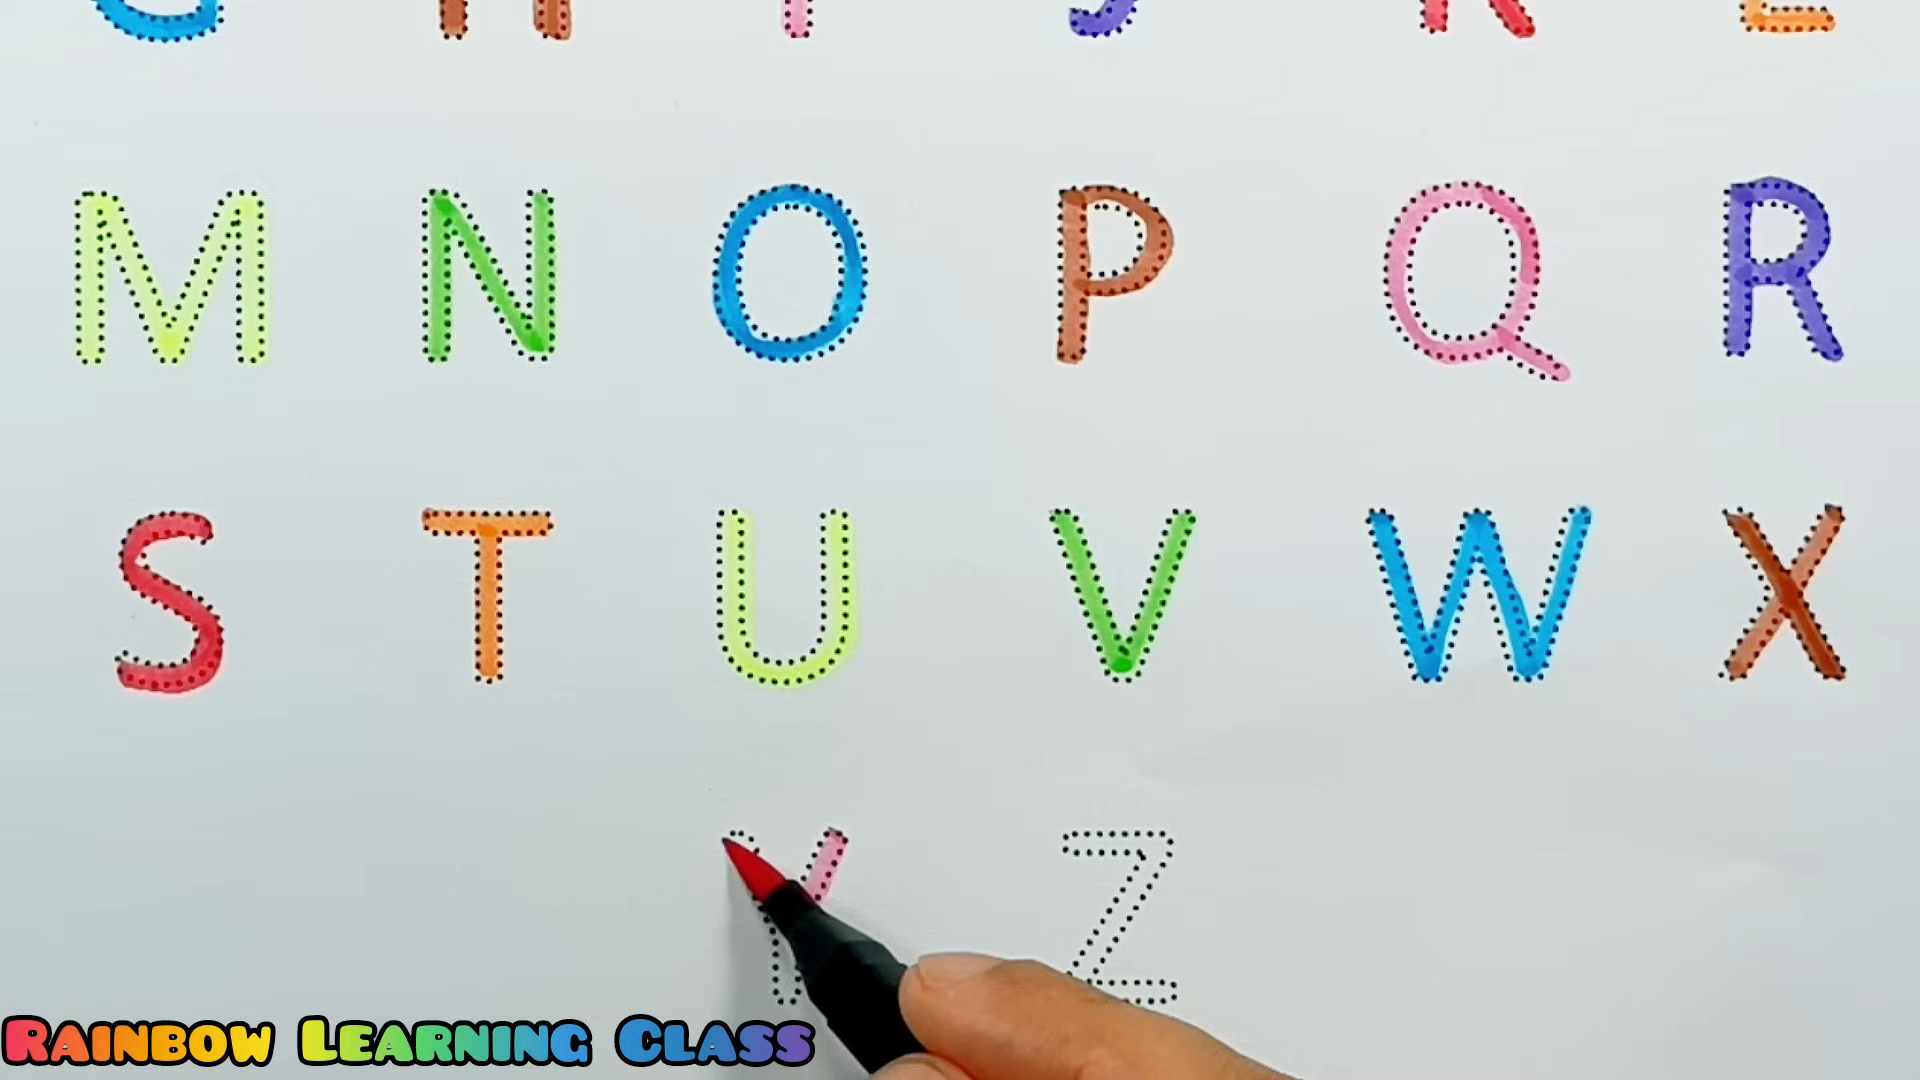 G H I J K L
M N O P Q R
S T U V W X
Y Z
Rainbow Learning Class